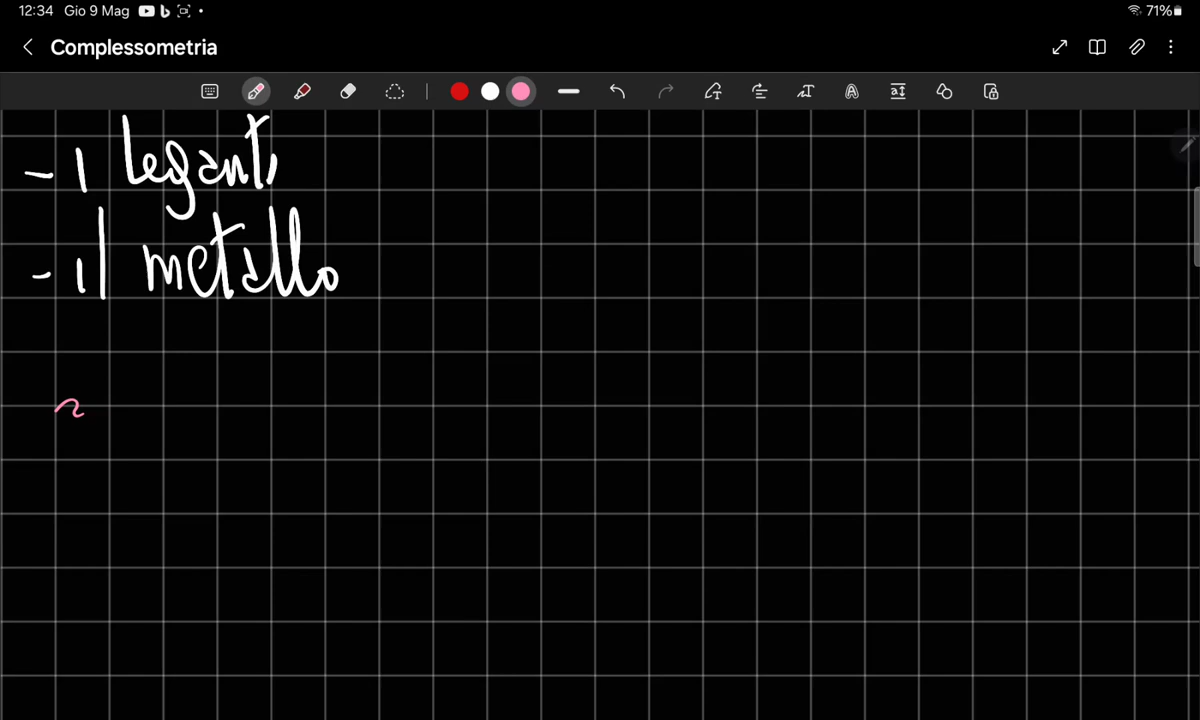 12:34 Gio 9 Mag 71%
Complessometria
- I leganti
- il metallo